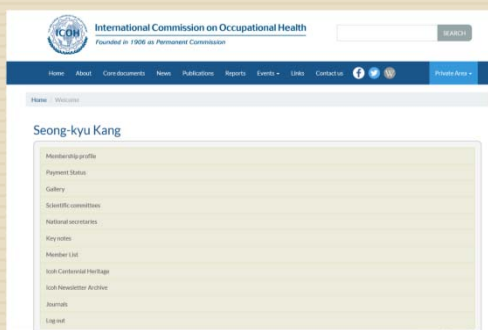 ICOH
International Commission on Occupational Health
Founded in 1906 as Permanent Commission
SEARCH
Home About Core documents News Publications Reports Events Links Contact us
Private Area
Home / Welcome
Seong-kyu Kang
Membership profile
Payment Status
Gallery
Scientific committees
National secretaries
Key notes
Member List
Icoh Centennial Heritage
Icoh Newsletter Archive
Journals
Log out